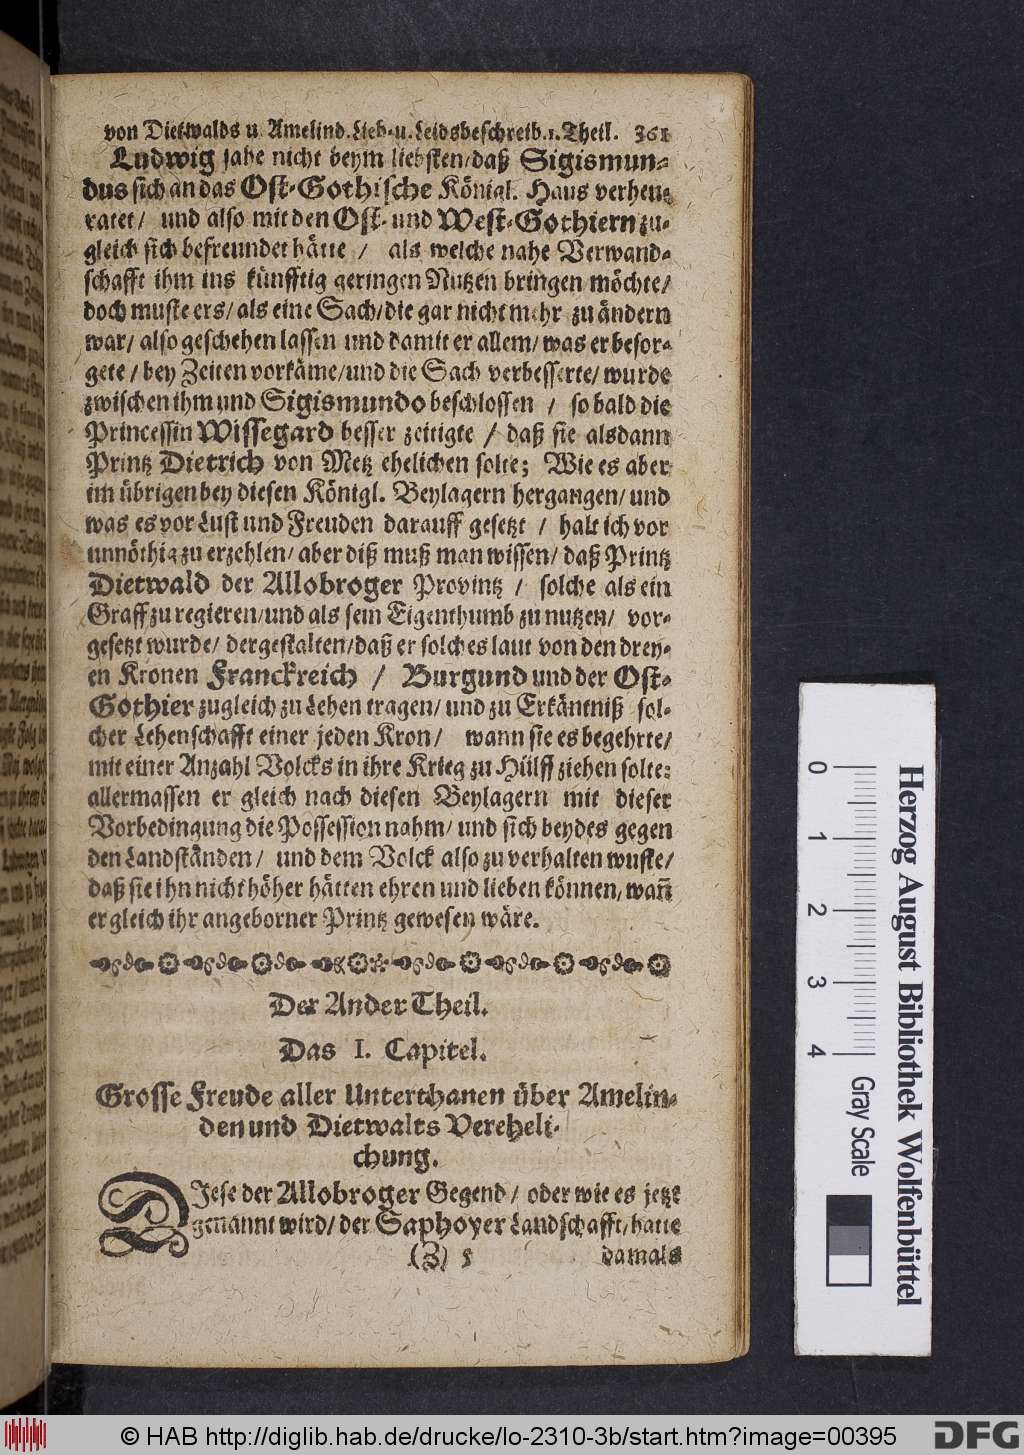 von Dietwalds u. Amelind. Lieb- u. Leidsbeschreib. 1. Theil. 361
Ludwig sahe nicht beym liebsten/ daß Sigismun-
dus sich an das Ost-Gothische Königl. Haus verheu-
ratet/ und also mit den Ost- und West-Gothiern zu-
gleich sich befreundet hätte / als welche nahe Verwand-
schafft ihm ins künfftig geringen Nutzen bringen möchte/
doch muste ers/ als eine Sach/ die gar nicht mehr zu ändern
war/ also geschehen lassen und damit er allem/ was er besor-
gete / bey Zeiten vorkäme/ und die Sach verbesserte/ wurde
zwischen ihm und Sigismundo beschlossen / so bald die
Princessin Wissegard besser zeitigte / daß sie alsdann
Printz Dietrich von Metz ehelichen solte; Wie es aber
im übrigen bey diesen Königl. Beylagern hergangen/ und
was es vor Lust und Freuden darauff gesetzt / halt ich vor
unnöthig zu erzehlen/ aber diß muß man wissen/ daß Printz
Dietwald der Allobroger Provintz / solche als ein
Graff zu regieren/ und als sein Eigenthumb zu nutzen/ vor-
gesetzt wurde/ dergestalten/ daß er solches laut von den drey-
en Kronen Franckreich / Burgund und der Ost-
Gothier zugleich zu Lehen tragen/ und zu Erkäntniß sol-
cher Lehenschafft einer jeden Kron/ wann sie es begehrte/
mit einer Anzahl Volcks in ihre Krieg zu Hülff ziehen solte;
allermassen er gleich nach diesen Beylagern mit dieser
Vorbedingung die Possession nahm/ und sich beydes gegen
den Landständen/ und dem Volck also zu verhalten wuste/
daß sie ihn nicht höher hätten ehren und lieben können, wañ
er gleich ihr angeborner Printz gewesen wäre.
Der Ander Theil.
Das I. Capitel.
Grosse Freude aller Unterthanen über Amelin-
den und Dietwalts Vereheli-
chung.
DJese der Allobroger Gegend / oder wie es jetzt
genannt wird/ der Saphoyer Landschafft/ hatte
(Z) 5 damals
Herzog August Bibliothek Wolfenbüttel
0 1 2 3 4
Gray Scale
© HAB http://diglib.hab.de/drucke/lo-2310-3b/start.htm?image=00395
DFG